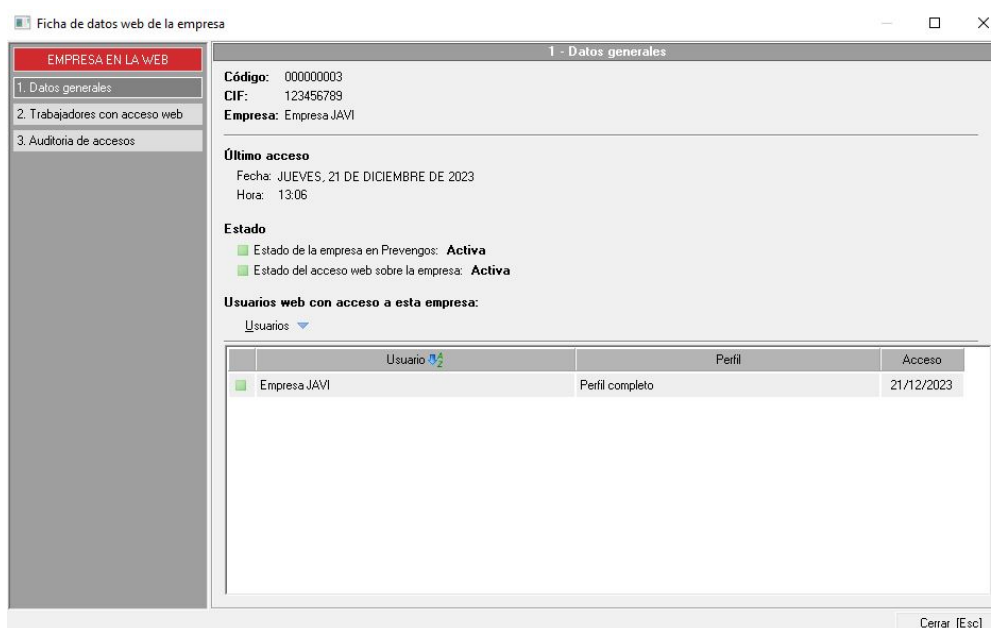 Ficha de datos web de la empresa
EMPRESA EN LA WEB
1. Datos generales
2. Trabajadores con acceso web
3. Auditoria de accesos
1 - Datos generales
Código: 000000003
CIF: 123456789
Empresa: Empresa JAVI
Último acceso
Fecha: JUEVES, 21 DE DICIEMBRE DE 2023
Hora: 13:06
Estado
Estado de la empresa en Prevengos: Activa
Estado del acceso web sobre la empresa: Activa
Usuarios web con acceso a esta empresa:
Usuarios
Usuario Perfil Acceso
Empresa JAVI Perfil completo 21/12/2023
Cerrar [Esc]